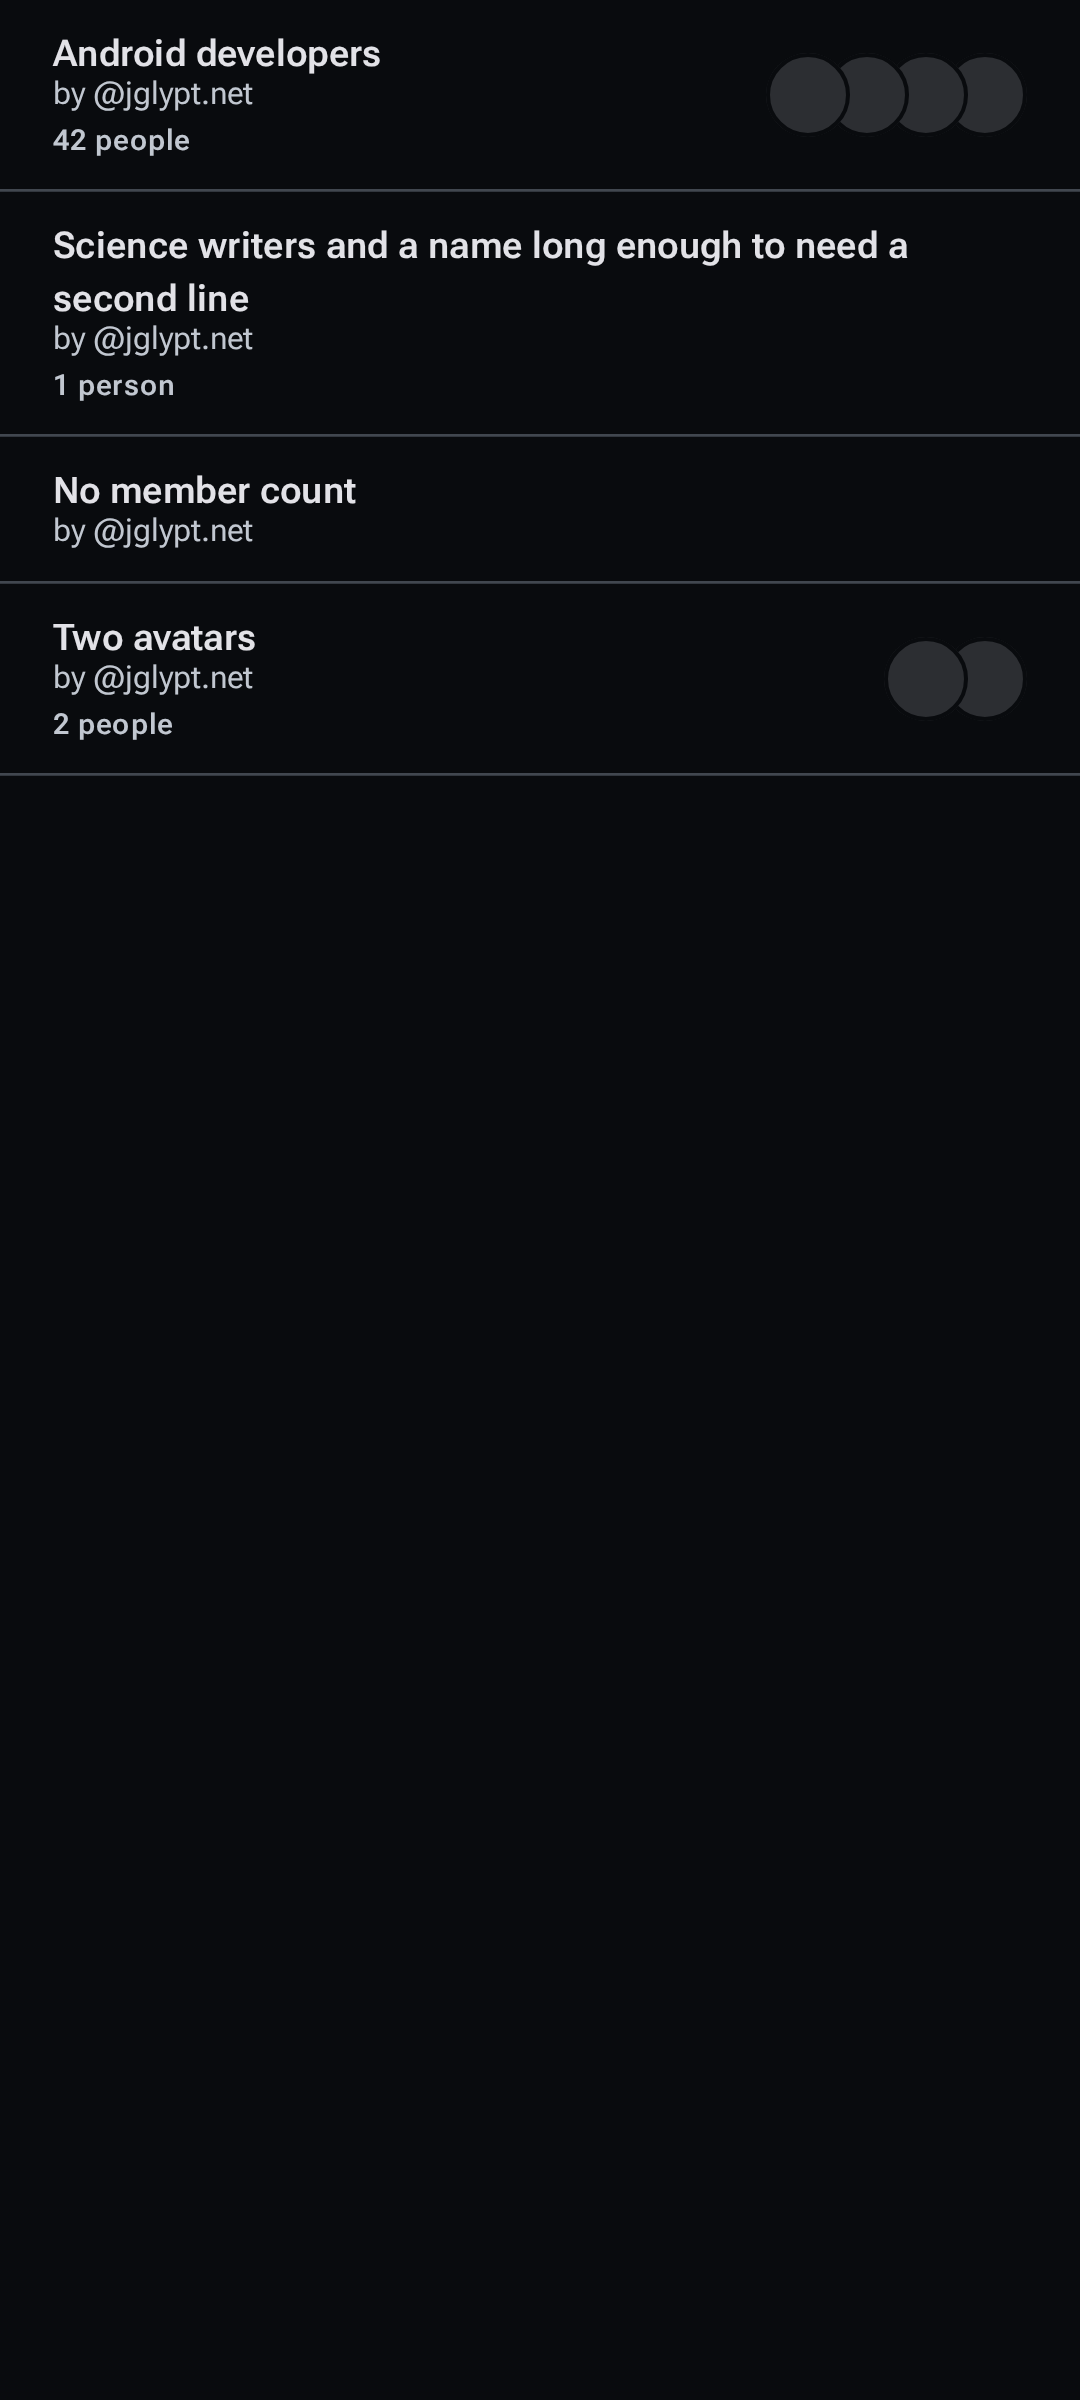 Android developers
by @jglypt.net
42 people
Science writers and a name long enough to need a
second line
by @jglypt.net
1 person
No member count
by @jglypt.net
Two avatars
by @jglypt.net
2 people